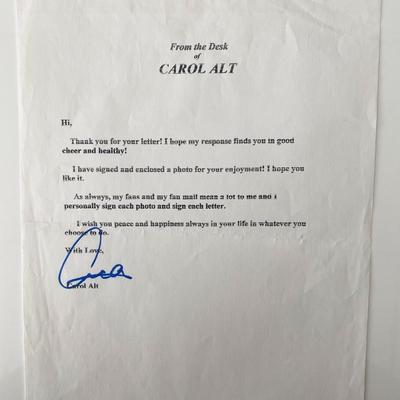 From the Desk
of
CAROL ALT
Hi,
Thank you for your letter! I hope my response finds you in good
cheer and healthy!
I have signed and enclosed a photo for your enjoyment! I hope you
like it.
As always, my fans and my fan mail mean a lot to me and I
personally sign each photo and sign each letter.
I wish you peace and happiness always in your life in whatever you
choose to do.
With Love,
Carol Alt